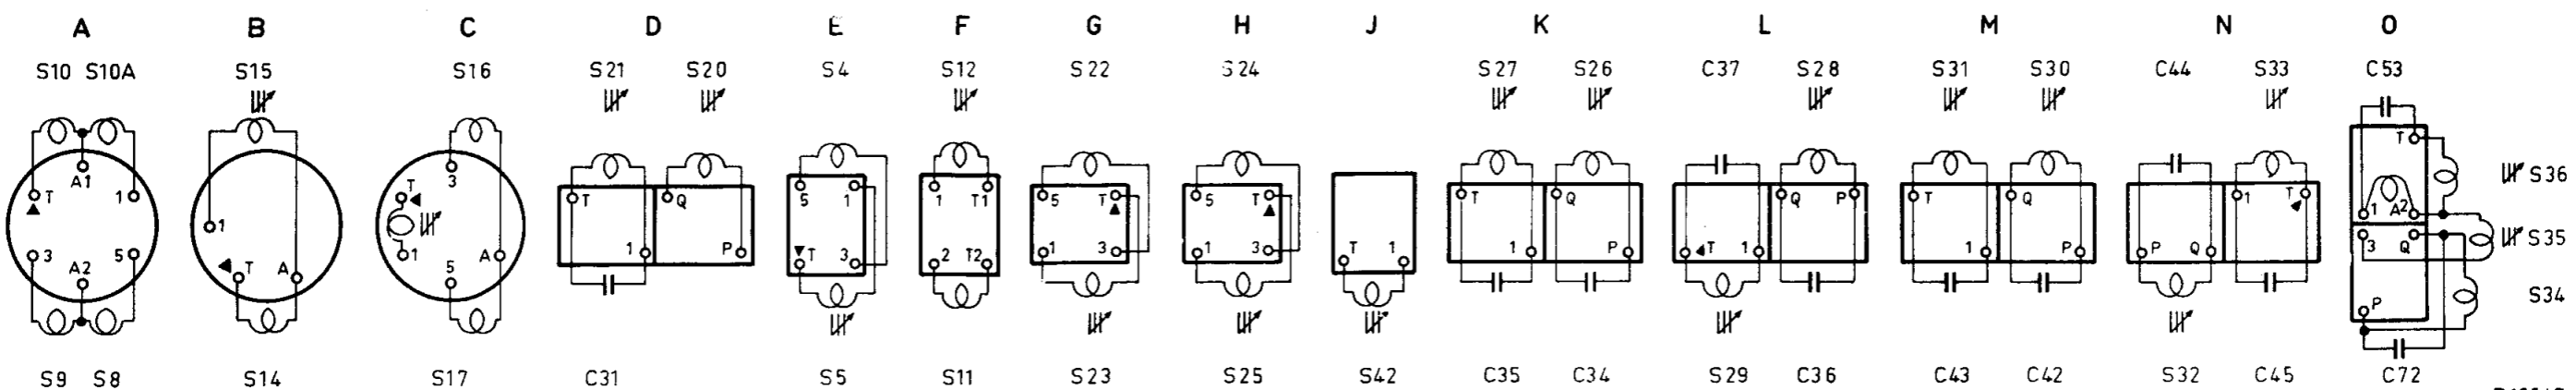 A B C D E F G H J K L M N O
S10 S10A S15 S16 S21 S20 S4 S12 S22 S24 S27 S26 C37 S28 S31 S30 C44 S33 C53
T A1 1 3 A2 5
1 T A
3 T 1 A 5
T 1 Q P
5 1 T 3
1 T1 2 T2
5 T 1 3
5 T 1 3
T 1
T 1 Q P
T 1 Q P
T 1 Q P
P Q 1 T
T 1 A2 3 Q P
S36
S35
S34
S9 S8 S14 S17 C31 S5 S11 S23 S25 S42 C35 C34 S29 C36 C43 C42 S32 C45 C72